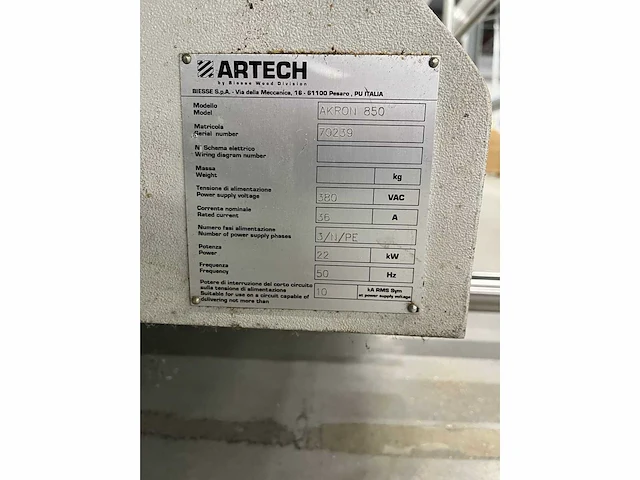 ARTECH
by Biesse Wood Division
BIESSE S.p.A. - Via della Meccanica, 16 - 61100 Pesaro, PU ITALIA
Modello
Model
AKRON 850
Matricola
Serial number
70239
N° Schema elettrico
Wiring diagram number
Massa
Weight
kg
Tensione di alimentazione
Power supply voltage
380 VAC
Corrente nominale
Rated current
36 A
Numero fasi alimentazione
Number of power supply phases
3/N/PE
Potenza
Power
22 kW
Frequenza
Frequency
50 Hz
Potere di interruzione del corto circuito
sulla tensione di alimentazione
Suitable for use on a circuit capable of
delivering not more than
10
kA RMS Sym
at power supply voltage